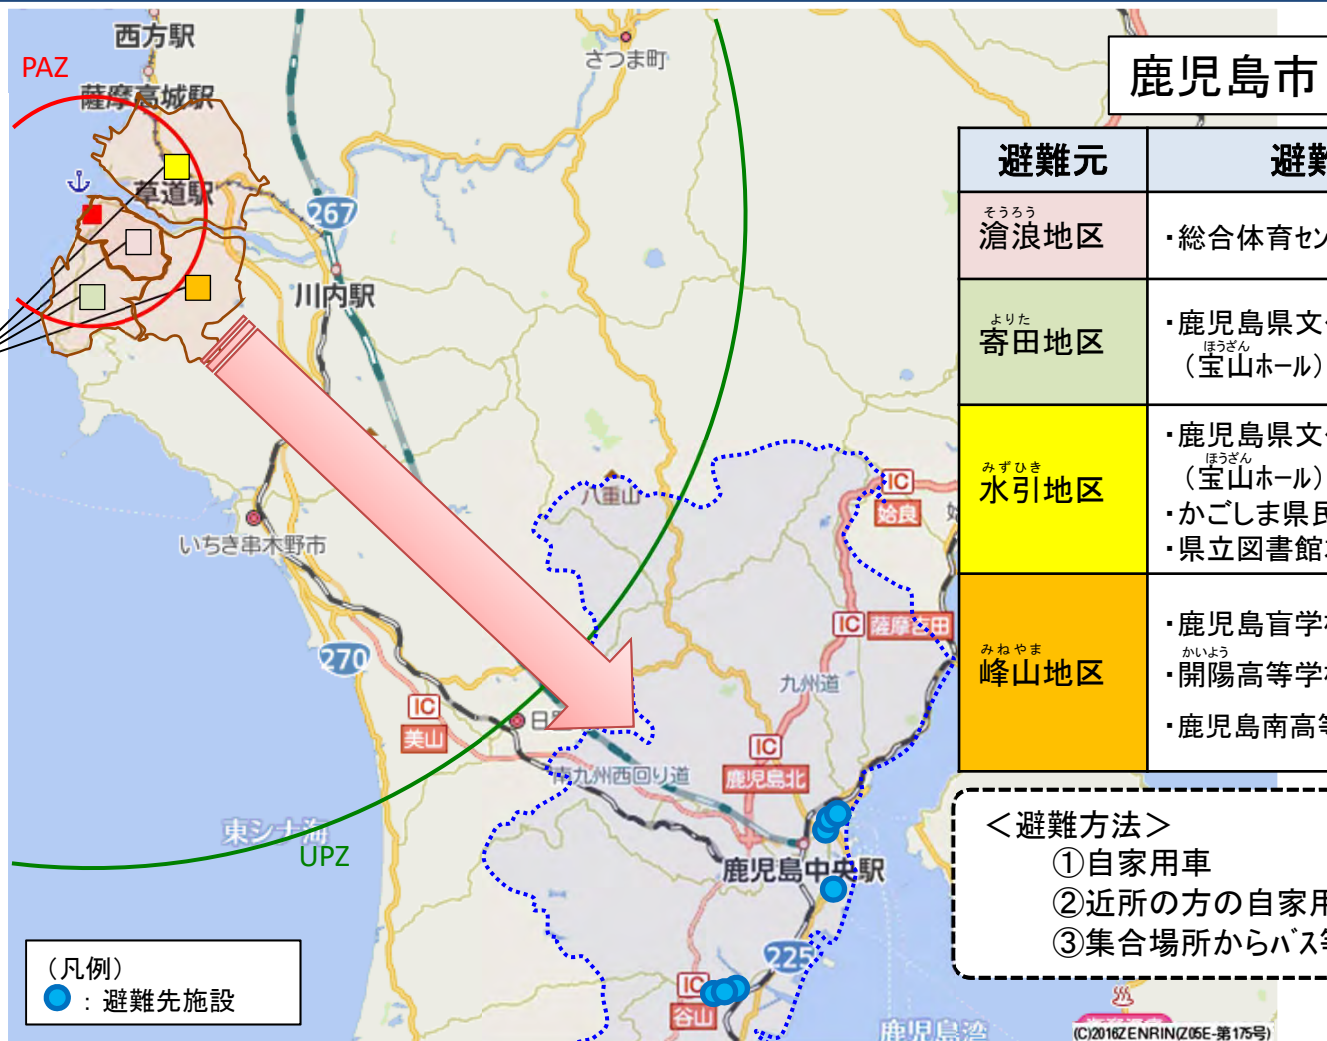 西方駅
さつま町
PAZ
薩摩高城駅
草道駅
267
川内駅
八重山
いちき串木野市
IC
姶良
IC
薩摩吉田
270
九州道
IC
美山
日
IC
鹿児島北
南九州西回り道
東シナ海
UPZ
鹿児島中央駅
225
IC
谷山
鹿児島湾
(凡例)
：避難先施設
鹿児島市
避難元
避難
そうろう
滄浪地区
・総合体育セン
よりた
寄田地区
・鹿児島県文
ほうざん
(宝山ホール)
みずひき
水引地区
・鹿児島県文
ほうざん
(宝山ホール)
・かごしま県民
・県立図書館
みねやま
峰山地区
・鹿児島盲学校
かいよう
・開陽高等学校
・鹿児島南高等
＜避難方法＞
①自家用車
②近所の方の自家用
③集合場所からバス等
(C)2016ZENRIN(Z05E-第175号)